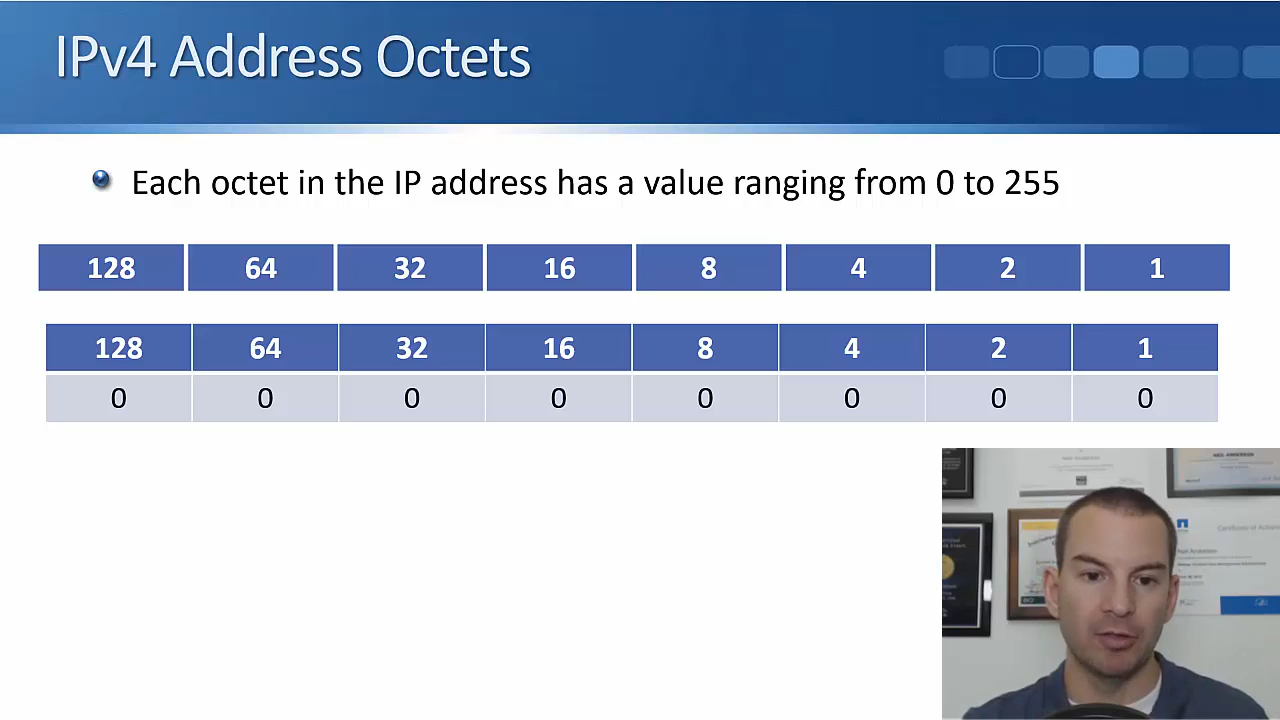 IPv4 Address Octets
Each octet in the IP address has a value ranging from 0 to 255
128 64 32 16 8 4 2 1
128 64 32 16 8 4 2 1
0 0 0 0 0 0 0 0